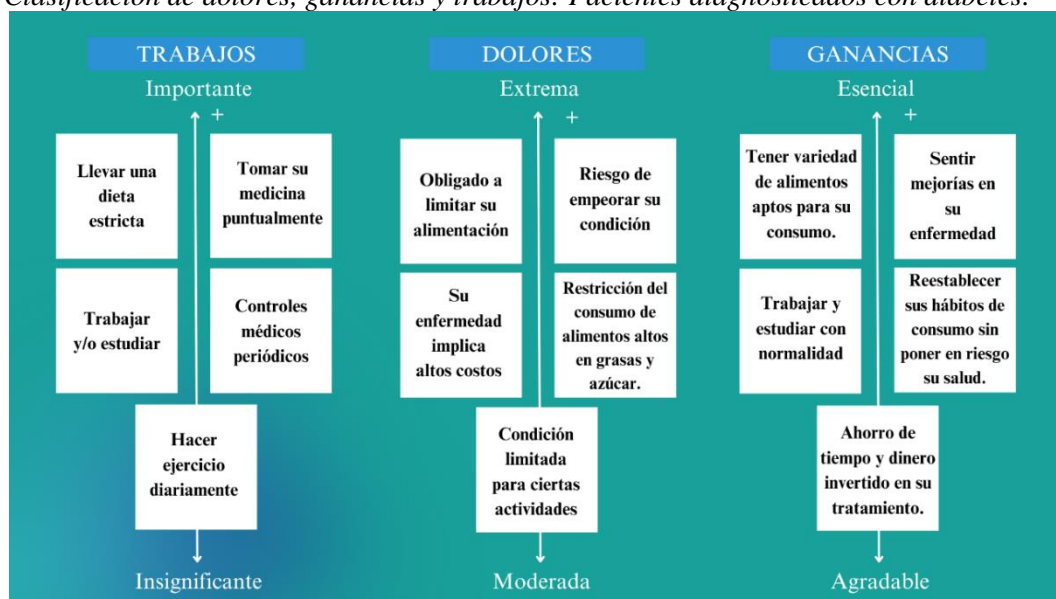 Clasificación de dolores, ganancias y trabajos: Pacientes diagnosticados con diabetes.
TRABAJOS
Importante
+
Llevar una
dieta
estricta
Tomar su
medicina
puntualmente
Trabajar
y/o estudiar
Controles
médicos
periódicos
Hacer
ejercicio
diariamente
Insignificante
DOLORES
Extrema
+
Obligado a
limitar su
alimentación
Riesgo de
empeorar su
condición
Su
enfermedad
implica
altos costos
Restricción del
consumo de
alimentos altos
en grasas y
azúcar.
Condición
limitada
para ciertas
actividades
Moderada
GANANCIAS
Esencial
+
Tener variedad
de alimentos
aptos para su
consumo.
Sentir
mejorías en
su
enfermedad
Trabajar y
estudiar con
normalidad
Reestablecer
sus hábitos de
consumo sin
poner en riesgo
su salud.
Ahorro de
tiempo y dinero
invertido en su
tratamiento.
Agradable